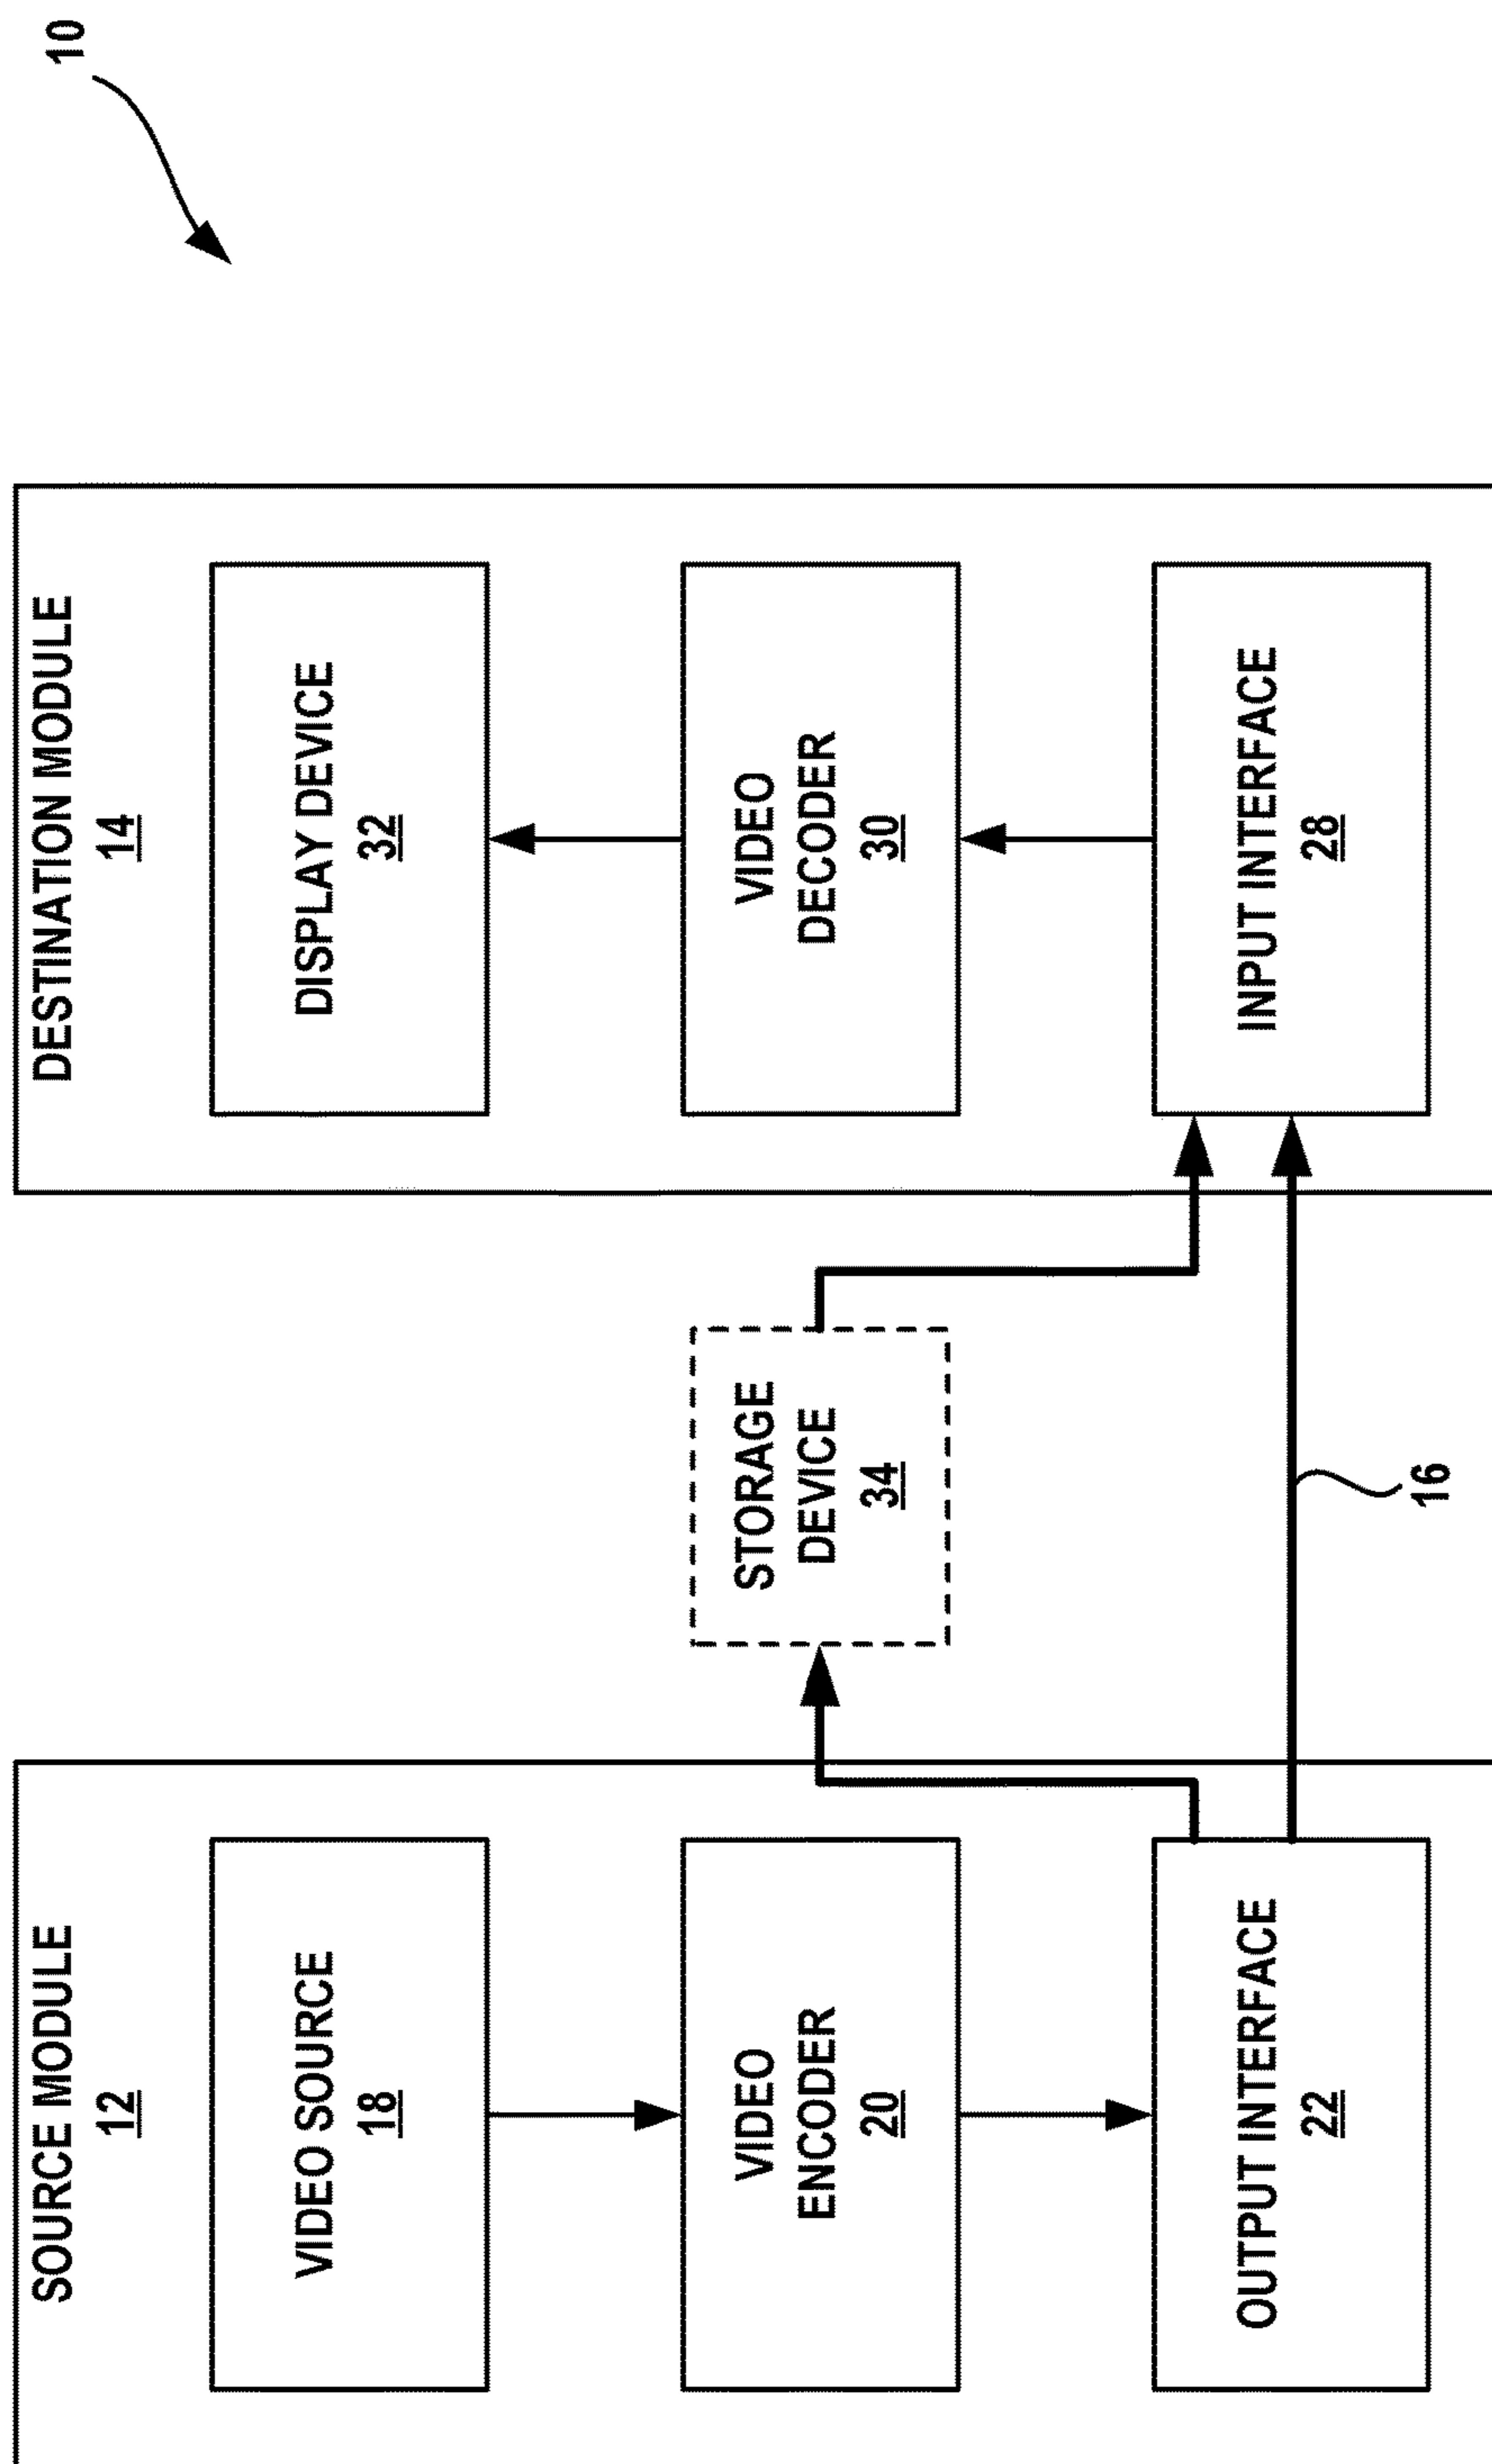 10
SOURCE MODULE
12
VIDEO SOURCE
18
VIDEO
ENCODER
20
OUTPUT INTERFACE
22
STORAGE
DEVICE
34
16
DESTINATION MODULE
14
DISPLAY DEVICE
32
VIDEO
DECODER
30
INPUT INTERFACE
28